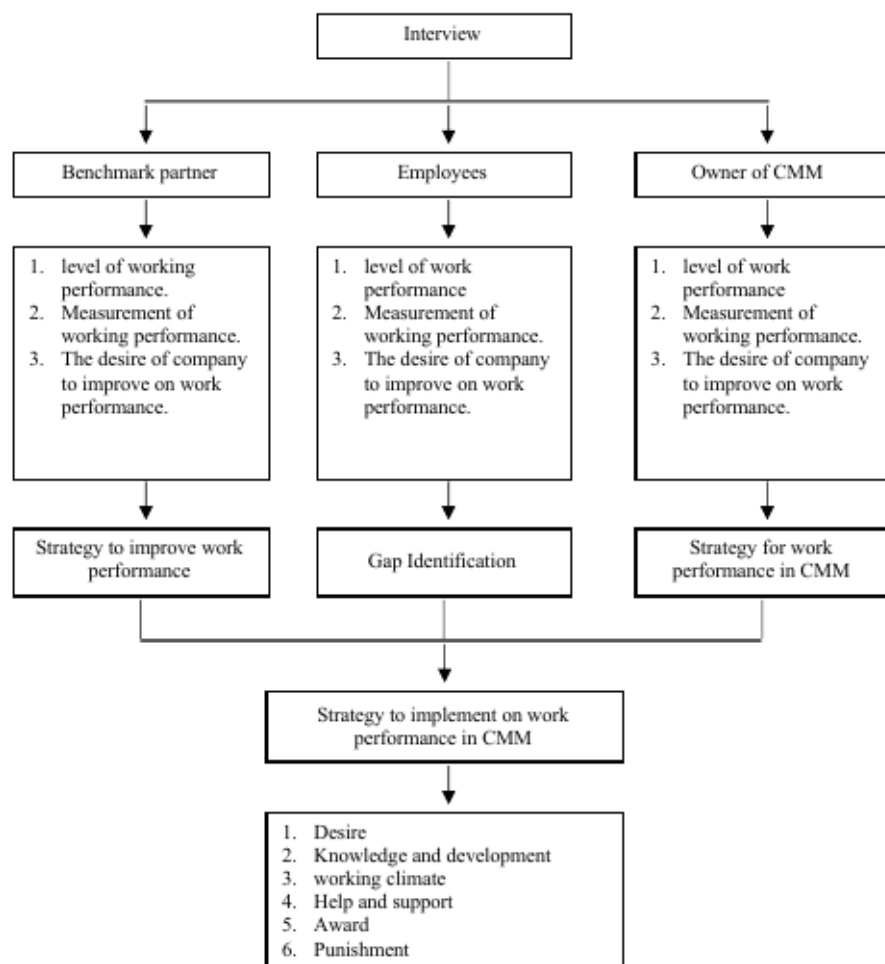 Interview
Benchmark partner
Employees
Owner of CMM
1. level of working
performance.
2. Measurement of
working performance.
3. The desire of company
to improve on work
performance.
1. level of work
performance
2. Measurement of
working performance.
3. The desire of company
to improve on work
performance.
1. level of work
performance
2. Measurement of
working performance.
3. The desire of company
to improve on work
performance.
Strategy to improve work
performance
Gap Identification
Strategy for work
performance in CMM
Strategy to implement on work
performance in CMM
1. Desire
2. Knowledge and development
3. working climate
4. Help and support
5. Award
6. Punishment